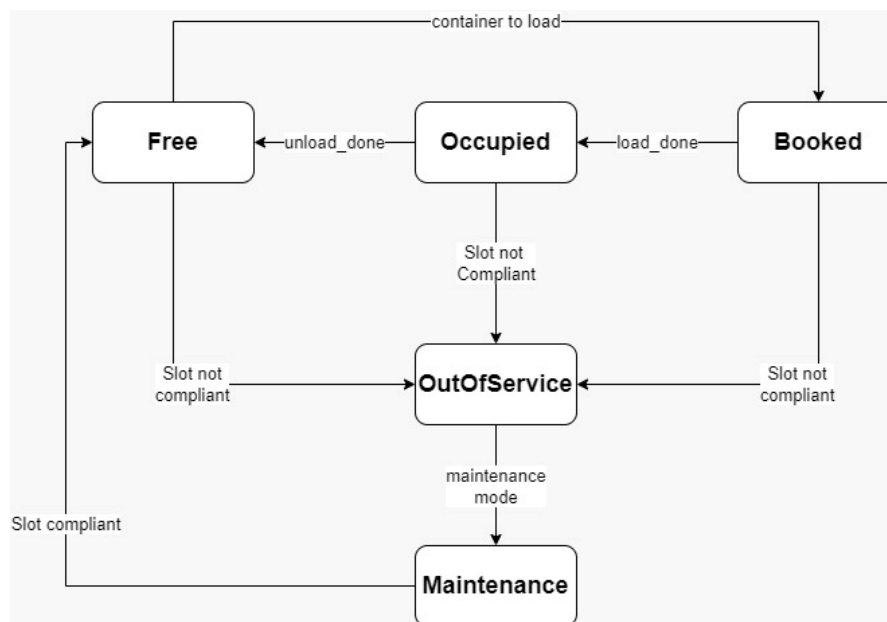 container to load
Free
unload_done
Occupied
load_done
Booked
Slot not
Compliant
Slot not
compliant
OutOfService
Slot not
compliant
maintenance
mode
Slot compliant
Maintenance